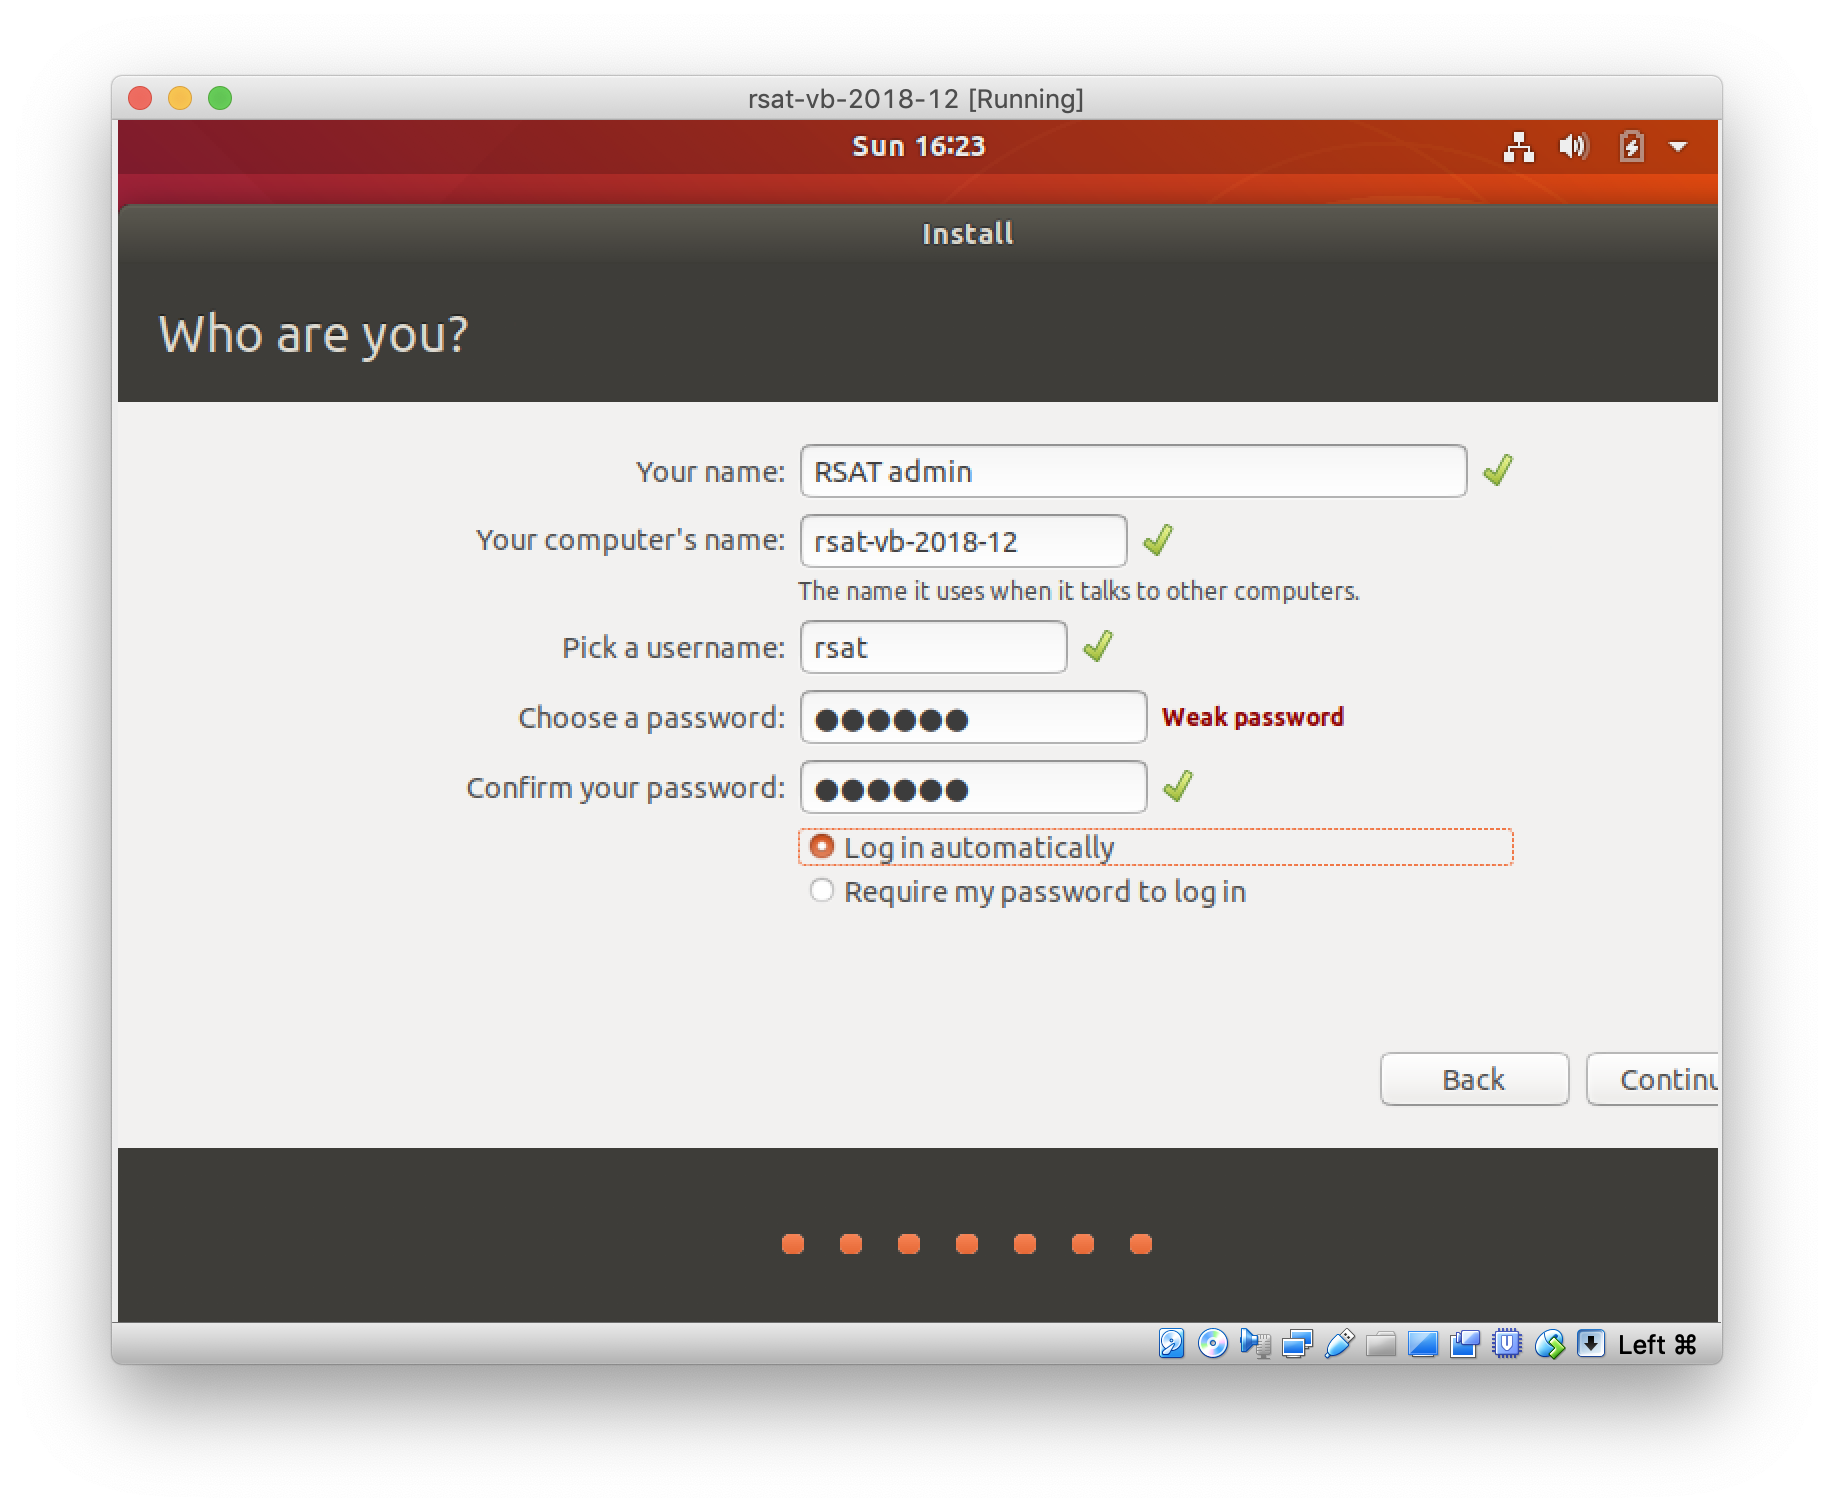 rsat-vb-2018-12 [Running]
Sun 16:23
Install
Who are you?
Your name: RSAT admin
Your computer's name: rsat-vb-2018-12
The name it uses when it talks to other computers.
Pick a username: rsat
Choose a password: ●●●●●● Weak password
Confirm your password: ●●●●●●
Log in automatically
Require my password to log in
Back Continu
Left ⌘